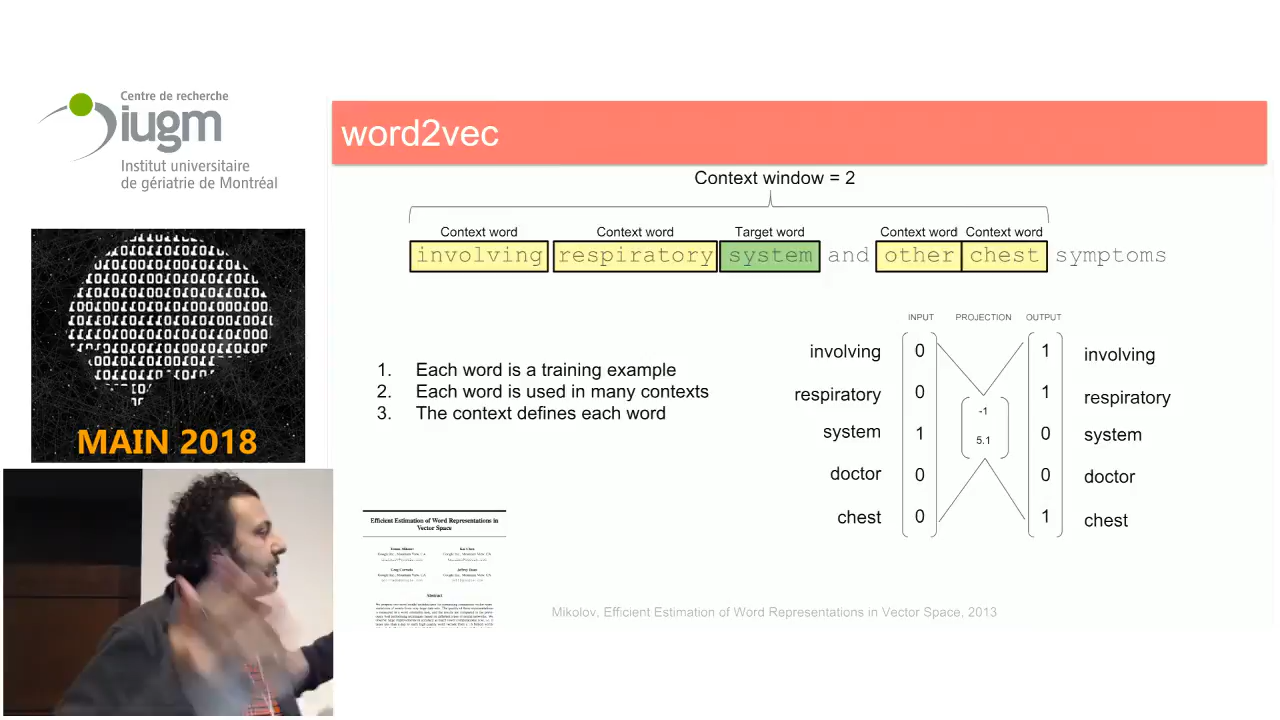 Centre de recherche
iugm
Institut universitaire
de gériatrie de Montréal
MAIN 2018
word2vec
Context window = 2
Context word Context word Target word Context word Context word
involving respiratory system and other chest symptoms
1. Each word is a training example
2. Each word is used in many contexts
3. The context defines each word
INPUT PROJECTION OUTPUT
involving 0 1 involving
respiratory 0 1 respiratory
-1
system 1 0 system
5.1
doctor 0 0 doctor
chest 0 1 chest
Efficient Estimation of Word Representations in
Vector Space
Abstract
Mikolov, Efficient Estimation of Word Representations in Vector Space, 2013